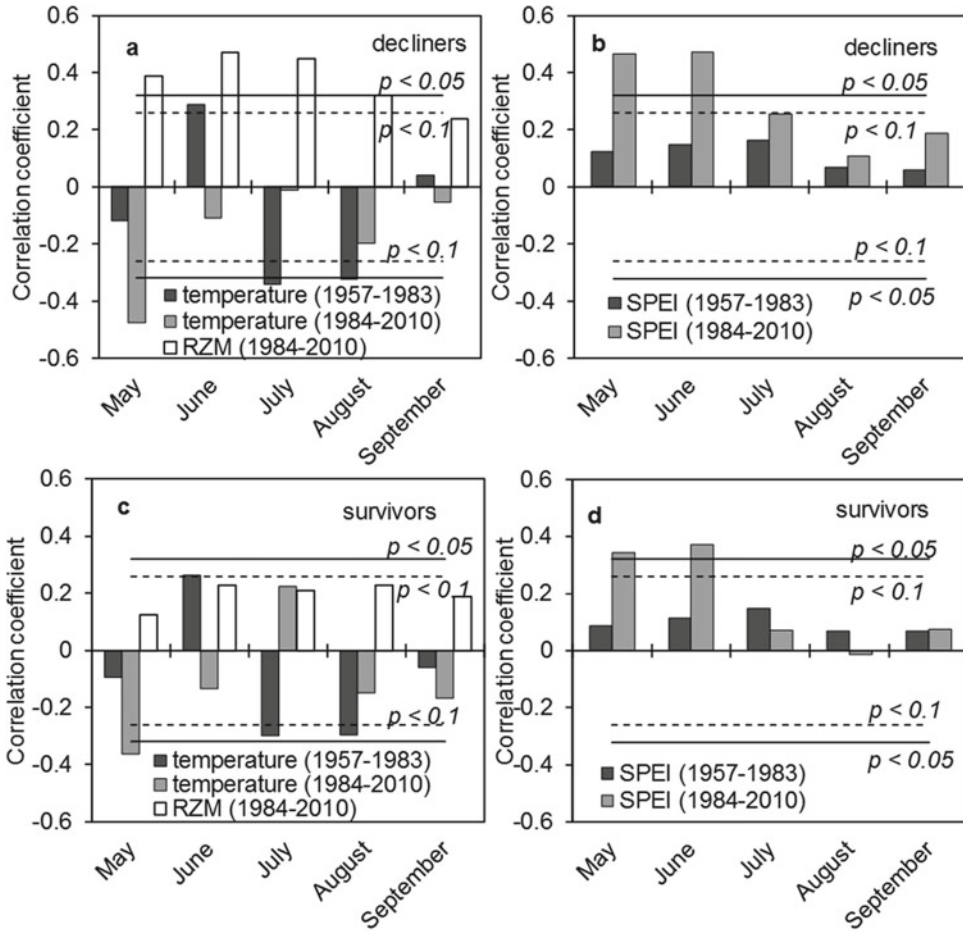 0.6
0.4
0.2
0
-0.2
-0.4
-0.6
Correlation coefficient
a
decliners
p < 0.05
p < 0.1
p < 0.1
temperature (1957-1983)
temperature (1984-2010)
RZM (1984-2010)
May
June
July
August
September
0.6
0.4
0.2
0
-0.2
-0.4
-0.6
Correlation coefficient
b
decliners
p < 0.05
p < 0.1
p < 0.1
p < 0.05
SPEI (1957-1983)
SPEI (1984-2010)
May
June
July
August
September
0.6
0.4
0.2
0
-0.2
-0.4
-0.6
Correlation coefficient
c
survivors
p < 0.05
p < 0.1
p < 0.1
temperature (1957-1983)
temperature (1984-2010)
RZM (1984-2010)
May
June
July
August
September
0.6
0.4
0.2
0
-0.2
-0.4
-0.6
Correlation coefficient
d
survivors
p < 0.05
p < 0.1
p < 0.1
p < 0.05
SPEI (1957-1983)
SPEI (1984-2010)
May
June
July
August
September